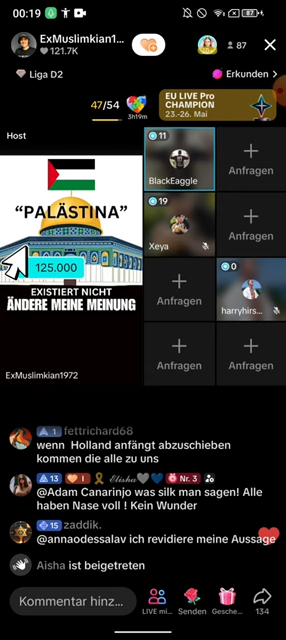 00:19
87
ExMuslimkian1...
121.7K
87
Liga D2
Erkunden >
47/54
3h19m
EU LIVE Pro
CHAMPION
23.-26. Mai
Host
11
BlackEaggle
Anfragen
"PALÄSTINA"
125.000
EXISTIERT NICHT
ÄNDERE MEINE MEINUNG
19
Xeya
Anfragen
Anfragen
0
harryhirs...
Anfragen
Anfragen
ExMuslimkian1972
1 fettrichard68
wenn Holland anfängt abzuschieben
kommen die alle zu uns
13 1 Elisha Nr. 3
@Adam Canarinjo was silk man sagen! Alle
haben Nase voll ! Kein Wunder
15 zaddik.
@annaodessalav ich revidiere meine Aussage
Aisha ist beigetreten
Kommentar hinz...
LIVE mi...
Senden
Gesche...
134